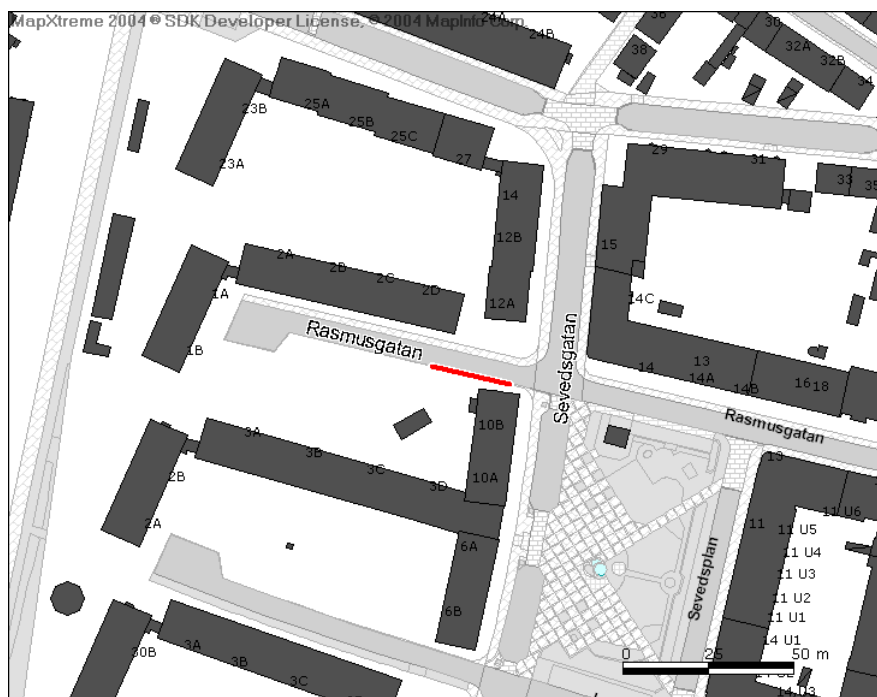 MapXtreme 2004 ® SDK Developer License, © 2004 MapInfo Corp.
24A
24B
36
38
30
32A
32B
34
23B
25A
25B
25C
27
23A
29
31
33
35
14
12B
12A
15
14C
2A
2B
2C
2D
1A
1B
Rasmusgatan
Sevedsgatan
14
13
14A
14B
16
18
Rasmusgatan
10B
10A
3A
3B
3C
3D
2B
2A
6A
6B
13
11
11 U6
11 U5
11 U4
11 U3
11 U2
11 U1
14 U1
14 U3
Sevedsplan
30B
3A
3B
3C
0
25
50 m